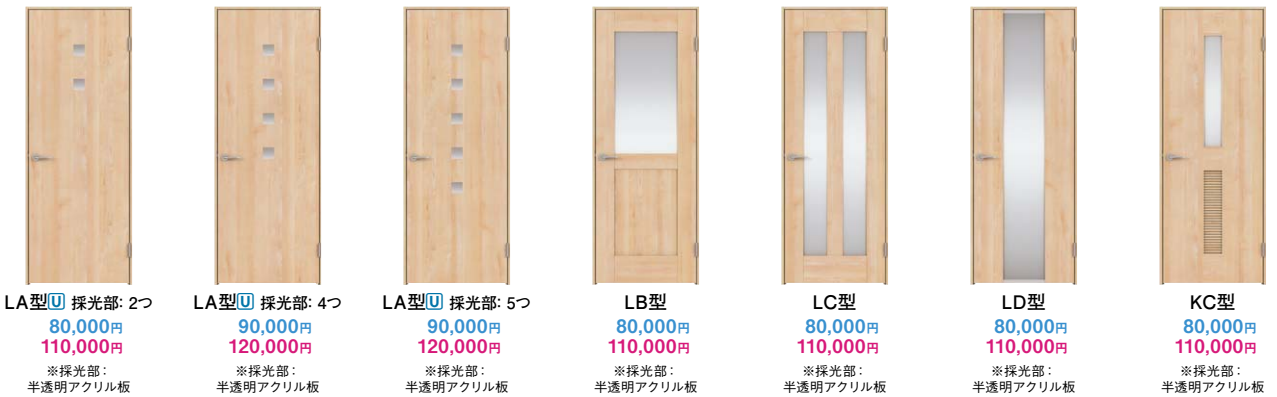 LA型U 採光部: 2つ
80,000円
110,000円
※採光部:
半透明アクリル板
LA型U 採光部: 4つ
90,000円
120,000円
※採光部:
半透明アクリル板
LA型U 採光部: 5つ
90,000円
120,000円
※採光部:
半透明アクリル板
LB型
80,000円
110,000円
※採光部:
半透明アクリル板
LC型
80,000円
110,000円
※採光部:
半透明アクリル板
LD型
80,000円
110,000円
※採光部:
半透明アクリル板
KC型
80,000円
110,000円
※採光部:
半透明アクリル板